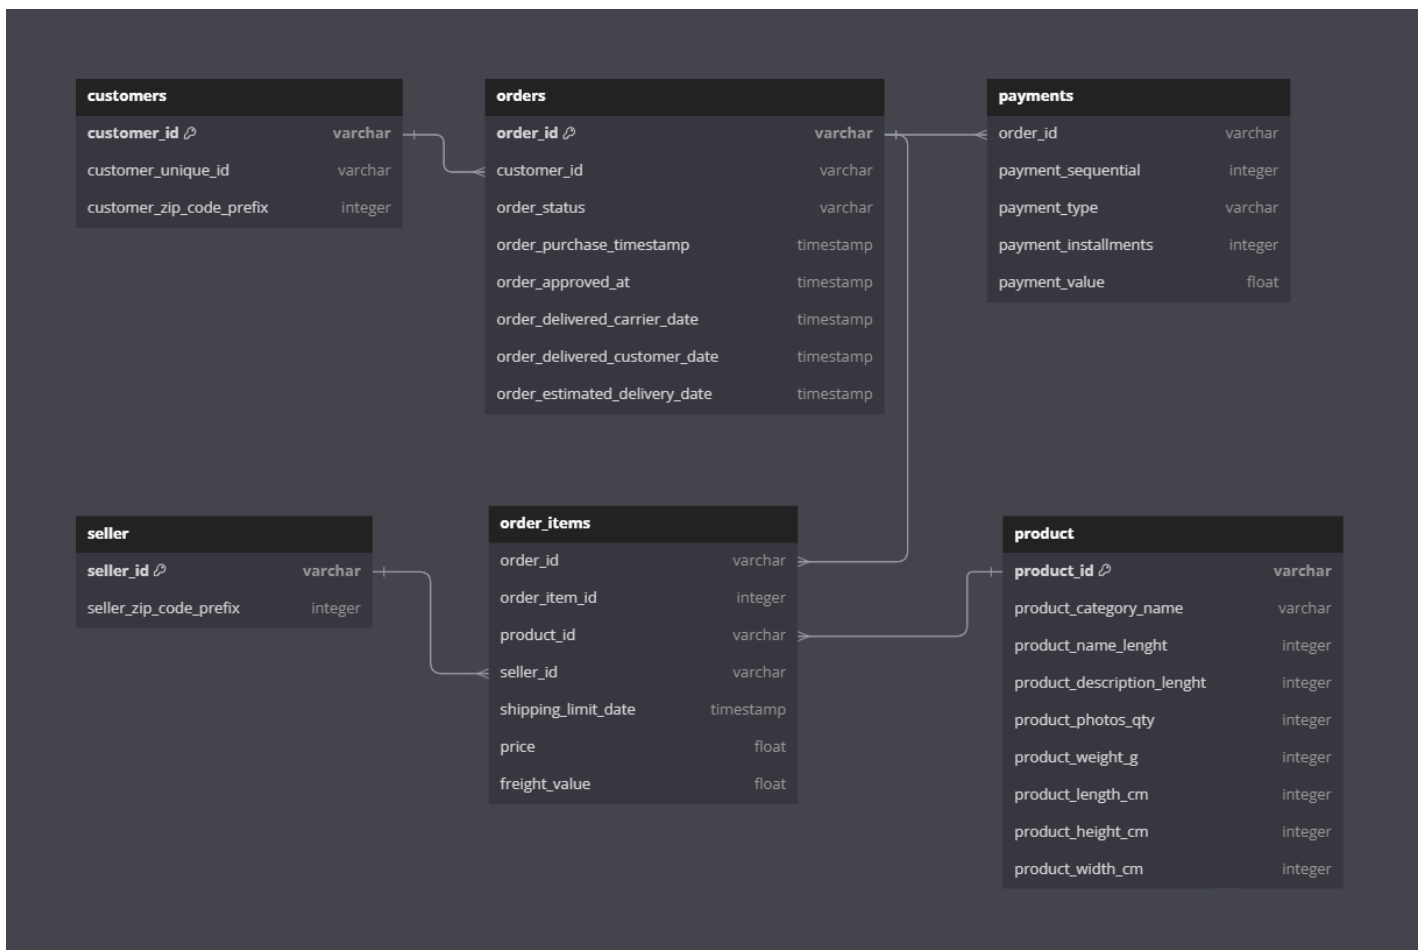 customers
customer_id varchar
customer_unique_id varchar
customer_zip_code_prefix integer
orders
order_id varchar
customer_id varchar
order_status varchar
order_purchase_timestamp timestamp
order_approved_at timestamp
order_delivered_carrier_date timestamp
order_delivered_customer_date timestamp
order_estimated_delivery_date timestamp
payments
order_id varchar
payment_sequential integer
payment_type varchar
payment_installments integer
payment_value float
seller
seller_id varchar
seller_zip_code_prefix integer
order_items
order_id varchar
order_item_id integer
product_id varchar
seller_id varchar
shipping_limit_date timestamp
price float
freight_value float
product
product_id varchar
product_category_name varchar
product_name_lenght integer
product_description_lenght integer
product_photos_qty integer
product_weight_g integer
product_length_cm integer
product_height_cm integer
product_width_cm integer